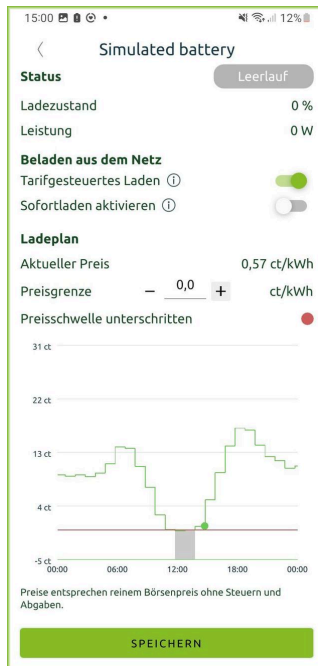 15:00 12%
Simulated battery
Status Leerlauf
Ladezustand 0 %
Leistung 0 W
Beladen aus dem Netz
Tarifgesteuertes Laden
Sofortladen aktivieren
Ladeplan
Aktueller Preis 0,57 ct/kWh
Preisgrenze − 0,0 + ct/kWh
Preisschwelle unterschritten
31 ct
22 ct
13 ct
4 ct
-5 ct
00:00 06:00 12:00 18:00 00:00
Preise entsprechen reinem Börsenpreis ohne Steuern und
Abgaben.
SPEICHERN